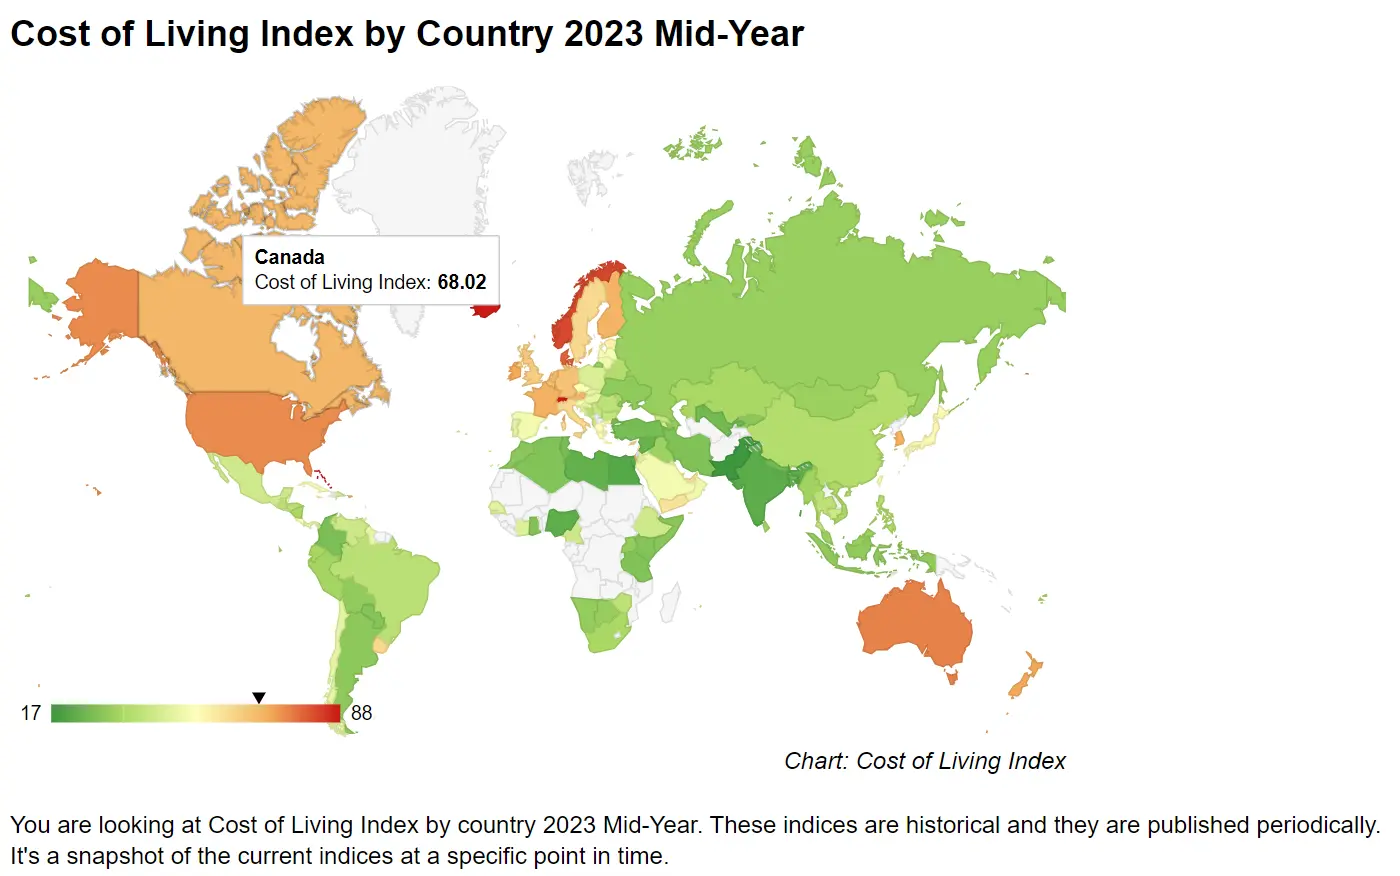 Cost of Living Index by Country 2023 Mid-Year
Canada
Cost of Living Index: 68.02
17
88
Chart: Cost of Living Index
You are looking at Cost of Living Index by country 2023 Mid-Year. These indices are historical and they are published periodically.
It's a snapshot of the current indices at a specific point in time.